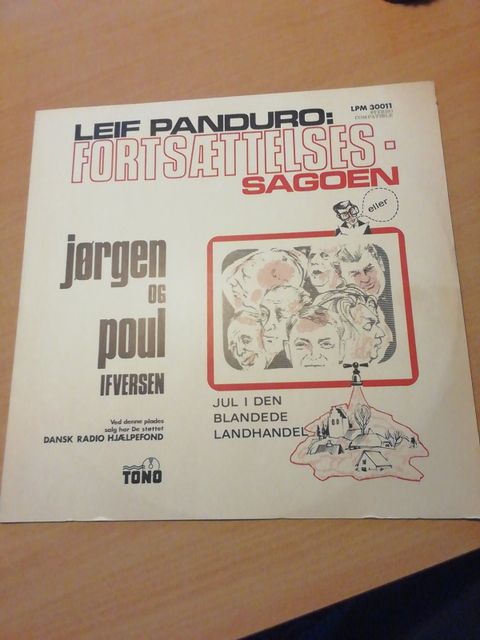 LPM 30011
STEREO
COMPATIBLE
LEIF PANDURO:
FORTSÆTTELSES-
SAGOEN
eller
jørgen
OG
poul
IFVERSEN
JUL I DEN
BLANDEDE
LANDHANDEL
Ved denne plades
salg har De støttet
DANSK RADIO HJÆLPEFOND
TONO